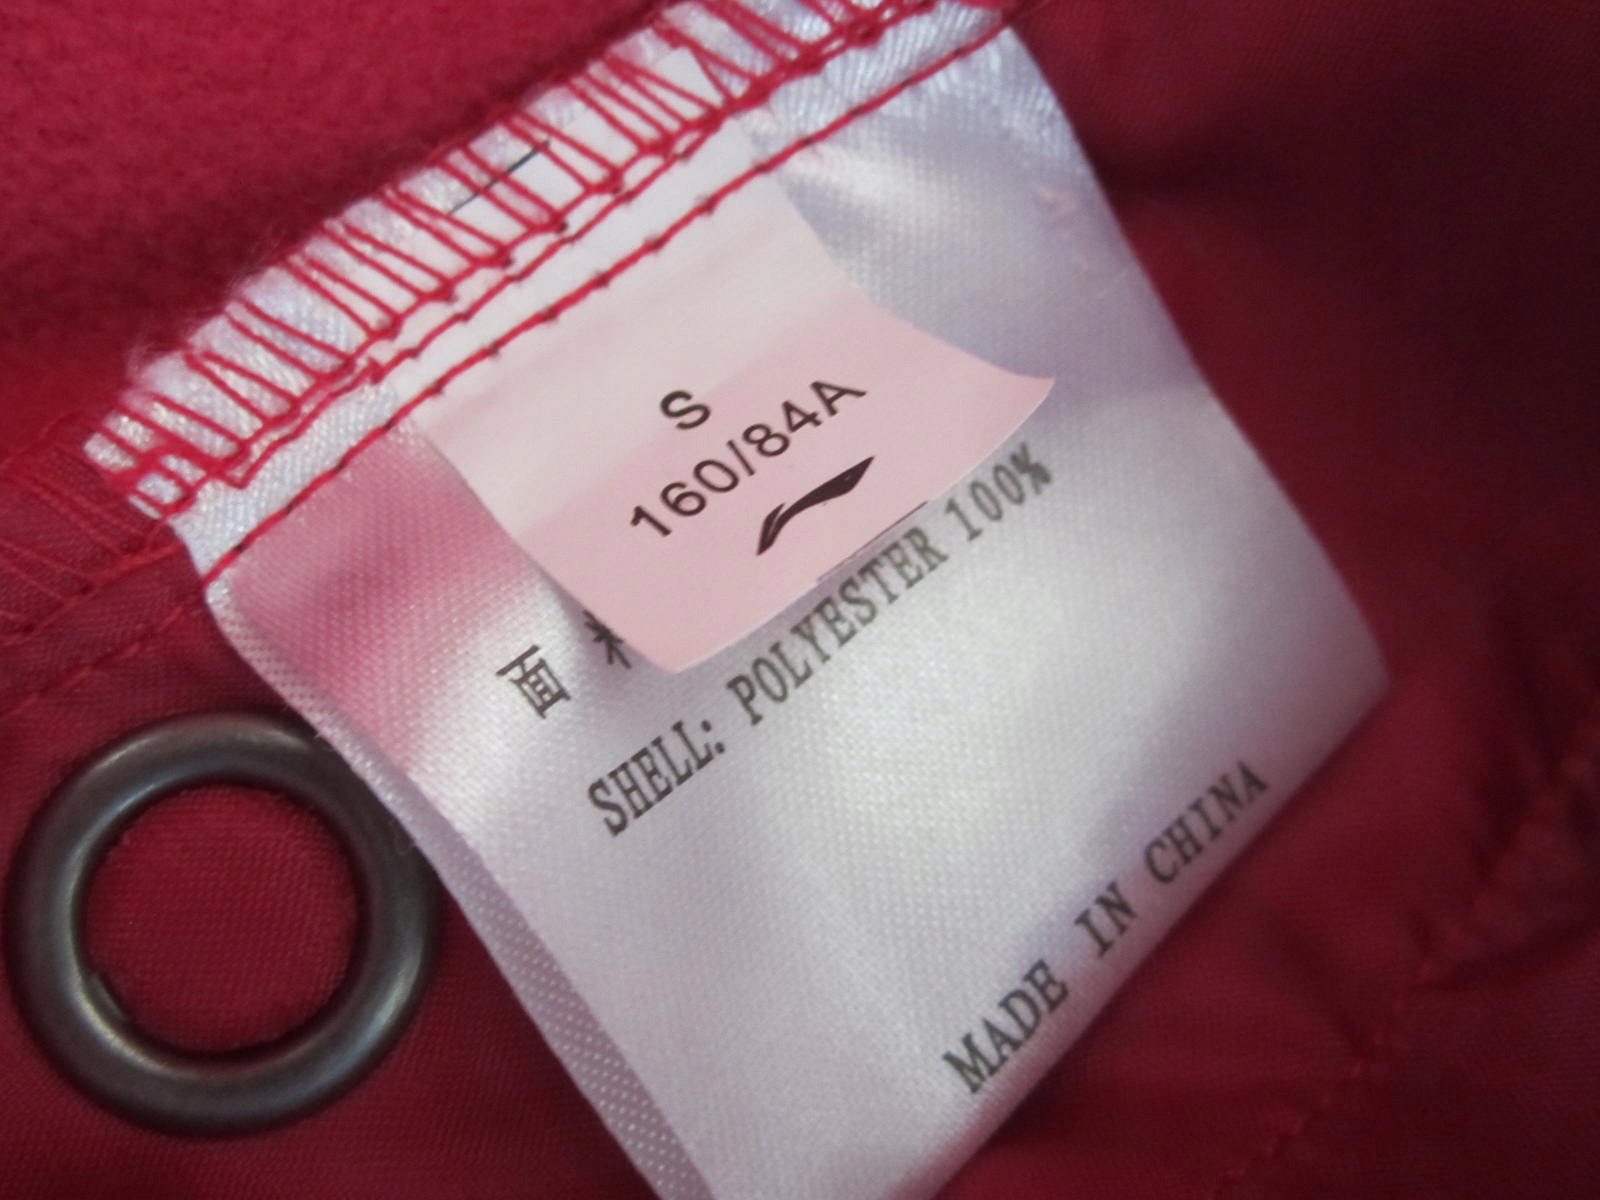 S
160/84A
面
SHELL: POLYESTER 100%
MADE IN CHINA